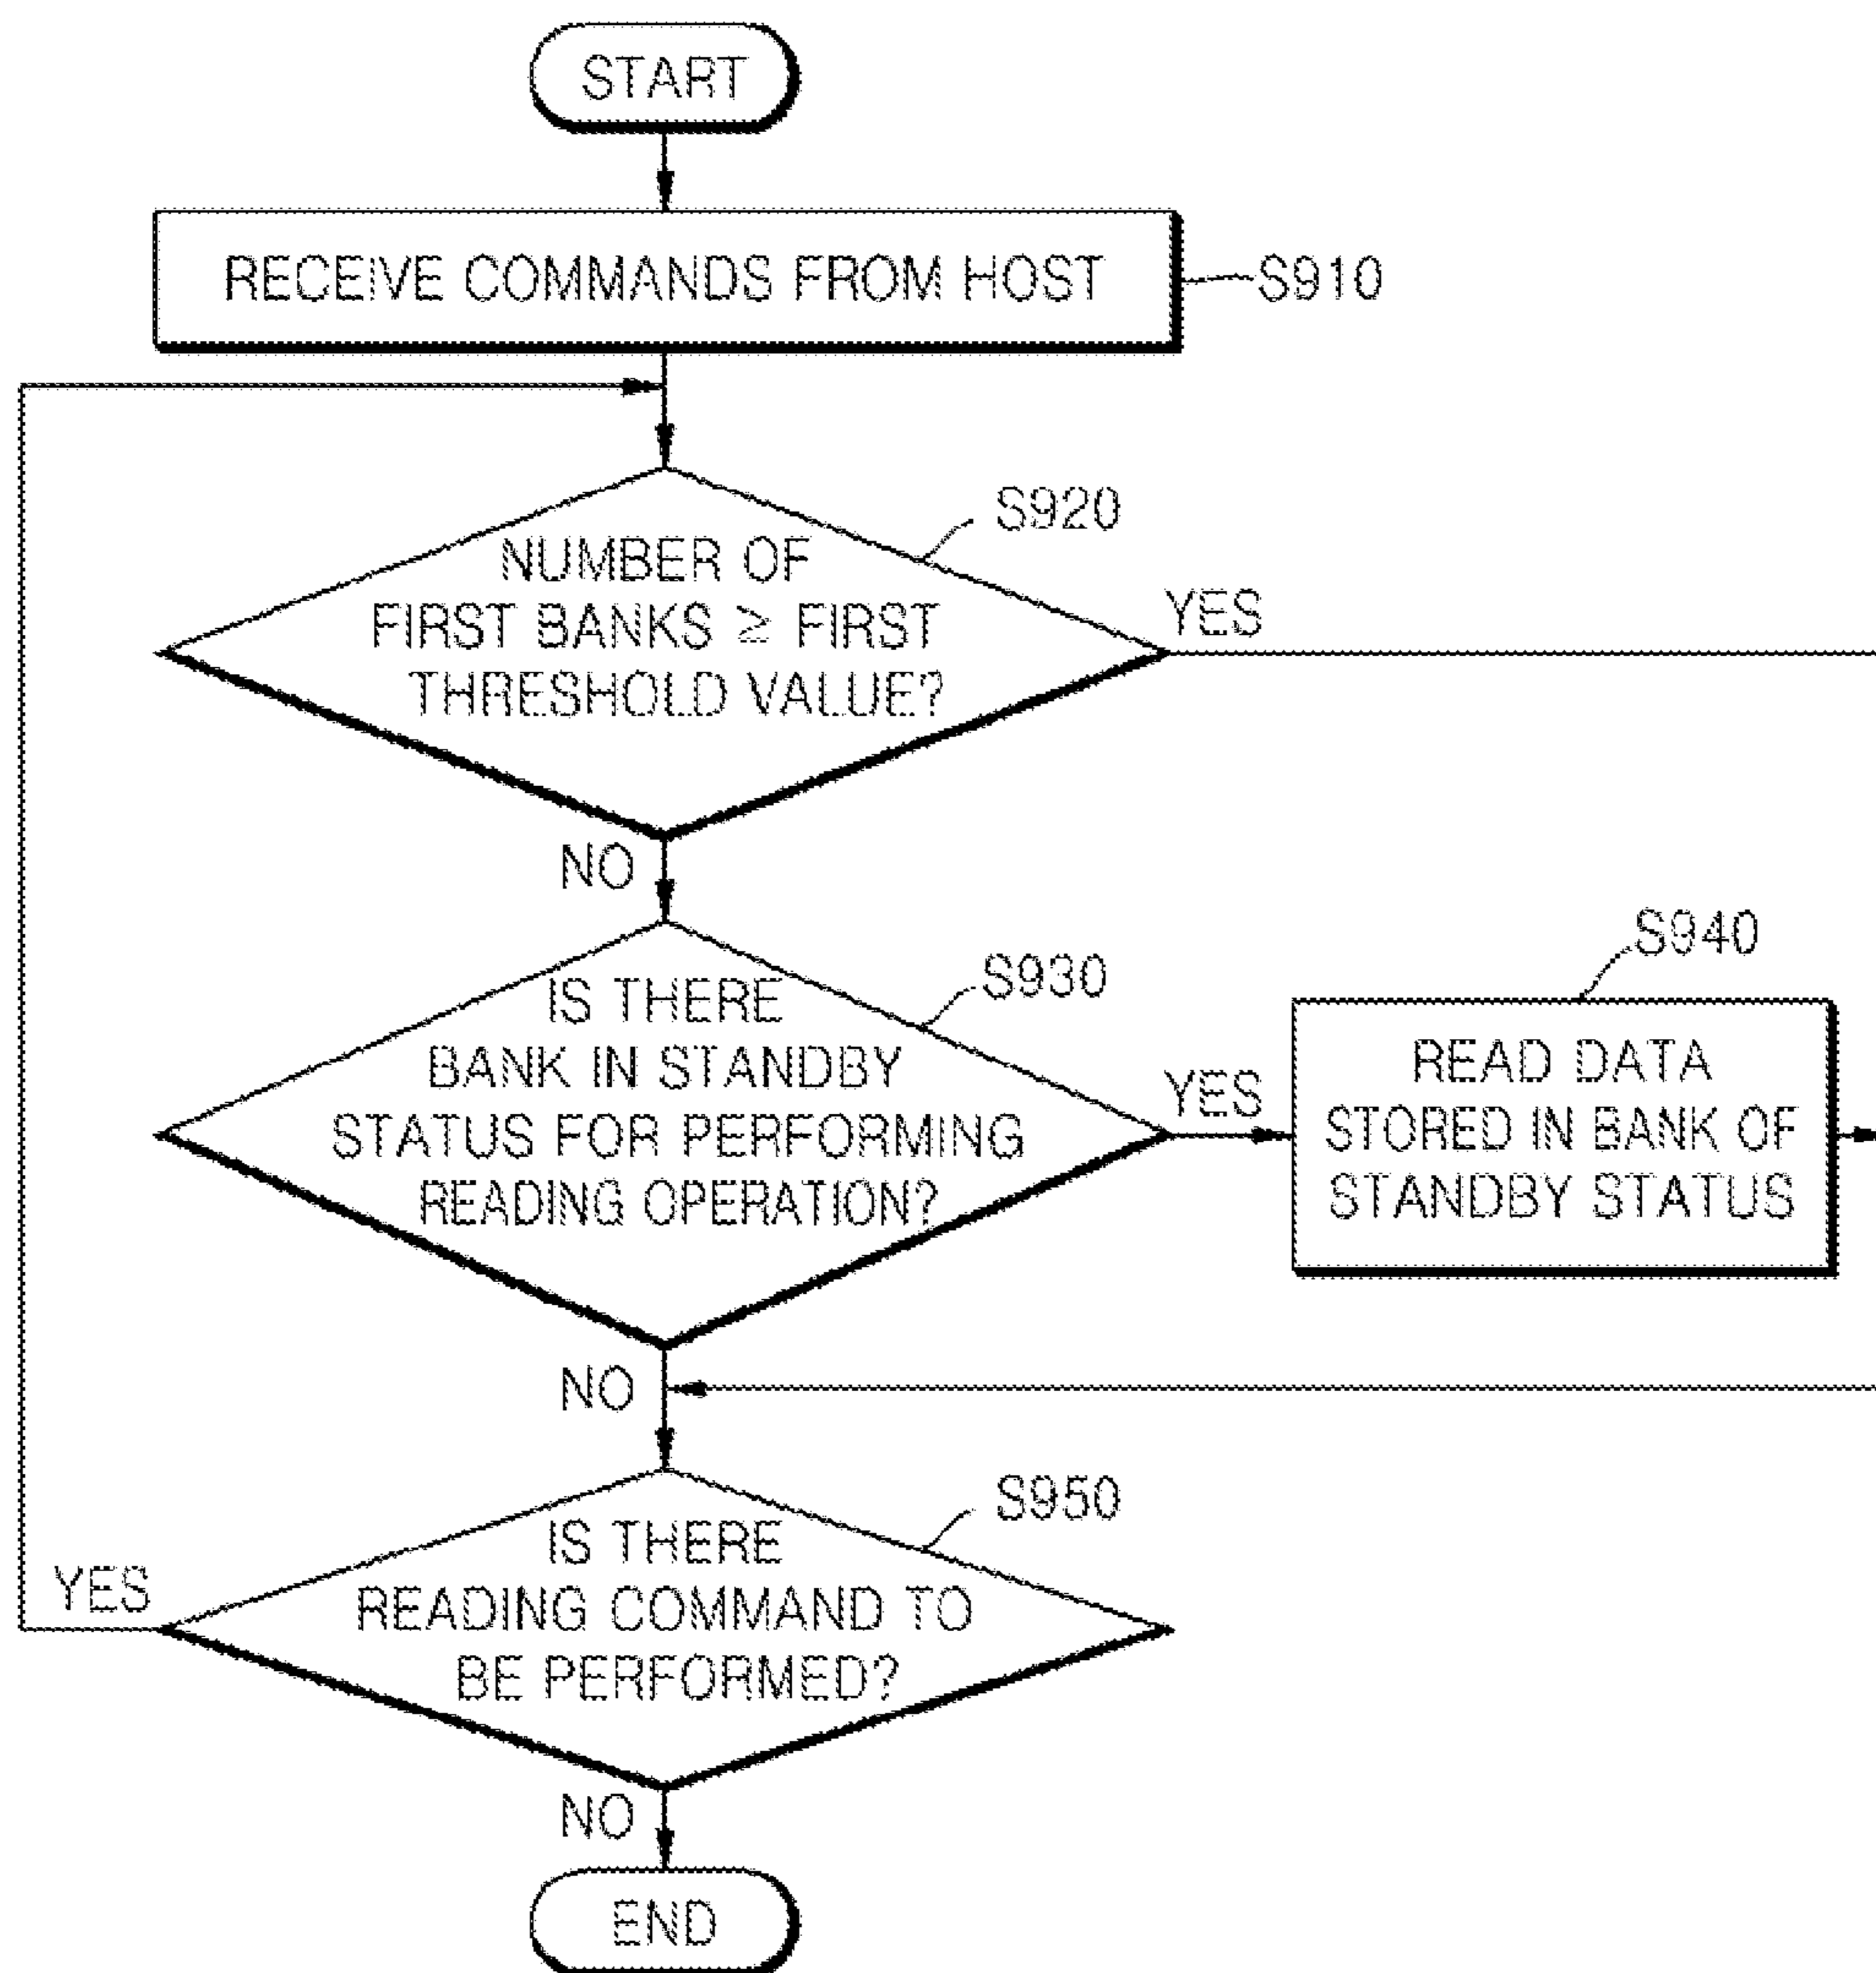 START
RECEIVE COMMANDS FROM HOST
S910
S920
NUMBER OF
FIRST BANKS ≥ FIRST
THRESHOLD VALUE?
YES
NO
S930
IS THERE
BANK IN STANDBY
STATUS FOR PERFORMING
READING OPERATION?
YES
S940
READ DATA
STORED IN BANK OF
STANDBY STATUS
NO
S950
IS THERE
READING COMMAND TO
BE PERFORMED?
YES
NO
END